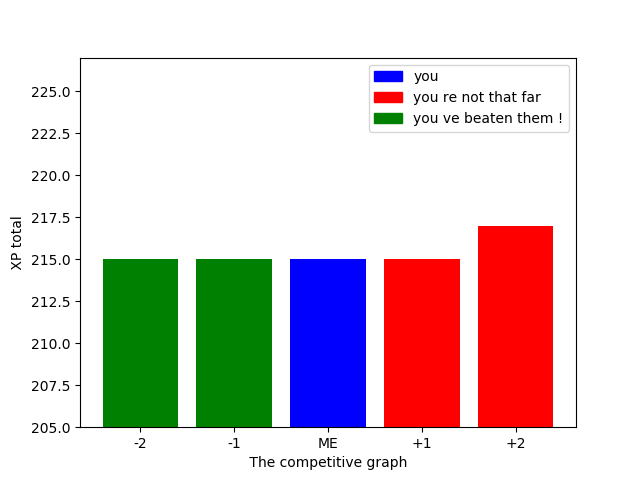 you
you re not that far
you ve beaten them !
XP total
225.0
222.5
220.0
217.5
215.0
212.5
210.0
207.5
205.0
-2 -1 ME +1 +2
The competitive graph